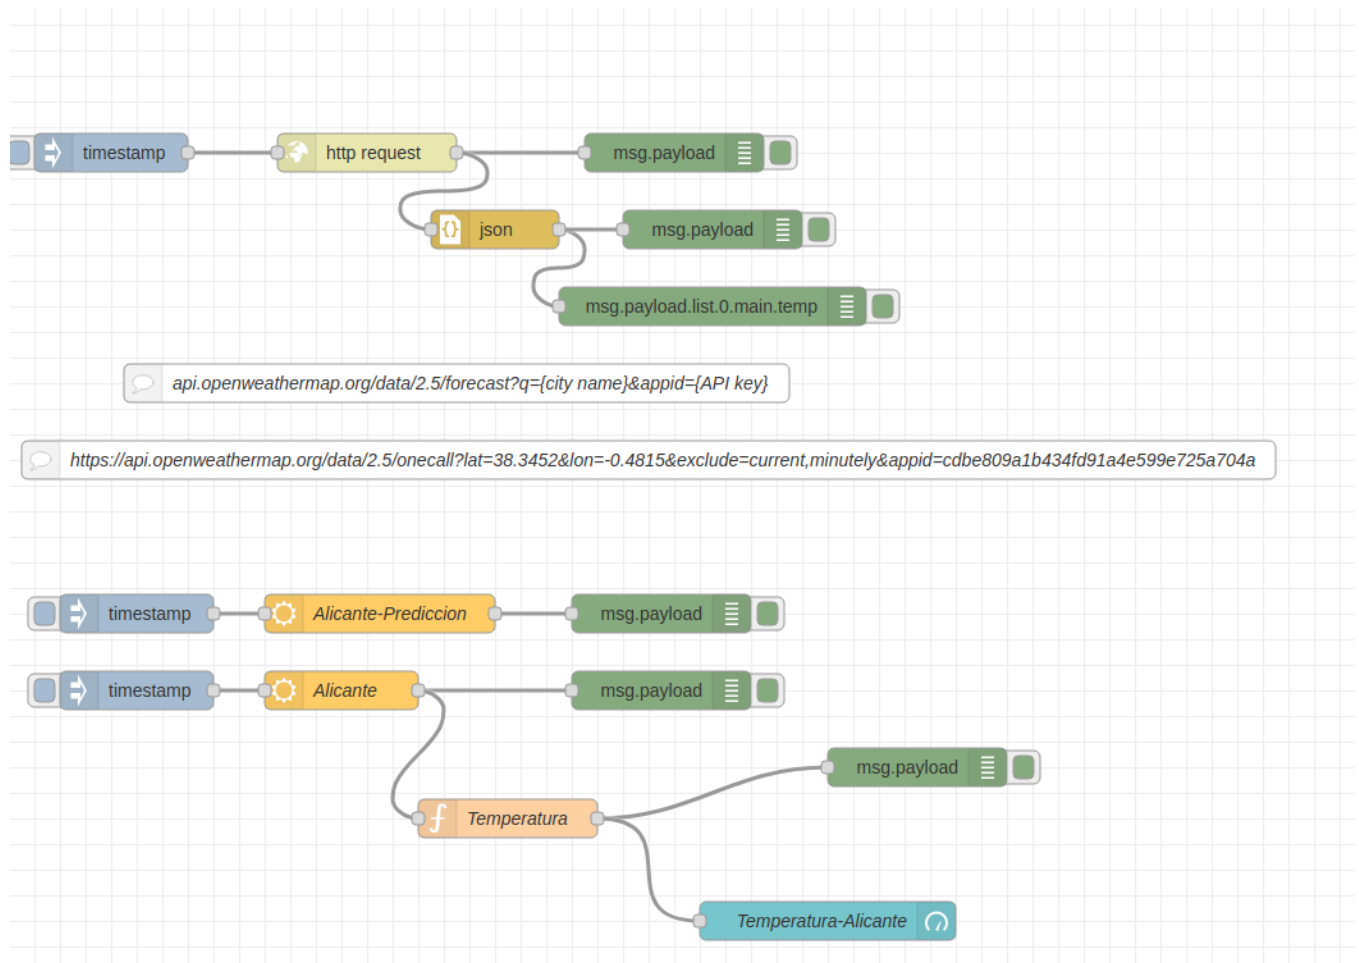 timestamp
http request
msg.payload
json
msg.payload
msg.payload.list.0.main.temp
api.openweathermap.org/data/2.5/forecast?q={city name}&appid={API key}
https://api.openweathermap.org/data/2.5/onecall?lat=38.3452&lon=-0.4815&exclude=current,minutely&appid=cdbe809a1b434fd91a4e599e725a704a
timestamp
Alicante-Prediccion
msg.payload
timestamp
Alicante
msg.payload
msg.payload
Temperatura
Temperatura-Alicante